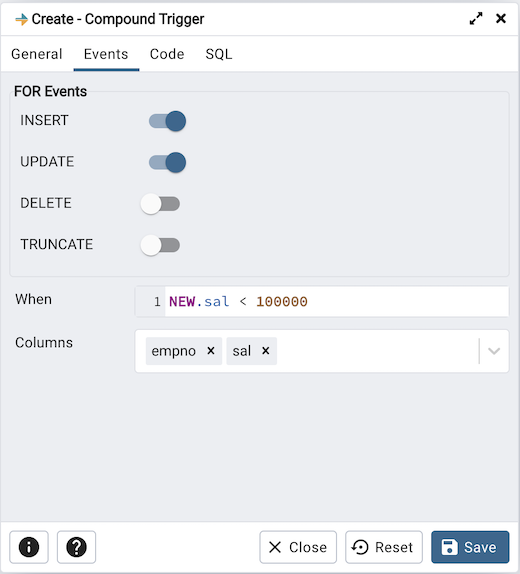 Create - Compound Trigger
General Events Code SQL
FOR Events
INSERT
UPDATE
DELETE
TRUNCATE
When 1 NEW.sal < 100000
Columns empno × sal ×
Close Reset Save